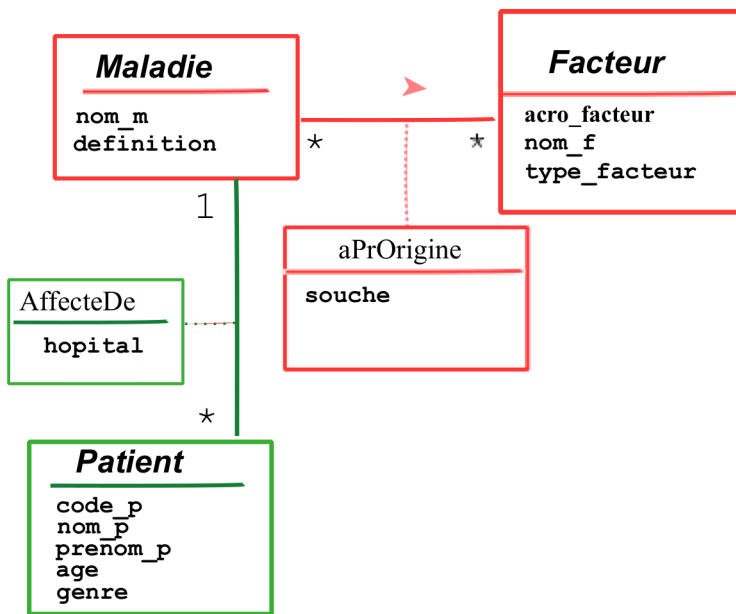 Maladie
nom_m
definition
*
*
Facteur
acro_facteur
nom_f
type_facteur
1
aPrOrigine
souche
AffecteDe
hopital
*
Patient
code_p
nom_p
prenom_p
age
genre